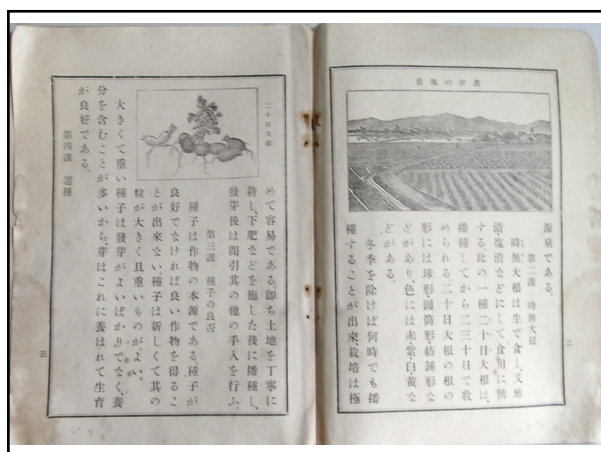 農村の風景
源泉である。
第二課 時無大根
時無大根は生で食し、又醋
漬、塩漬などにして食用に供
する。此の一種二十日大根は、
播種してから二三十日で收
められる。二十日大根の根の
形には球形圓筒形紡錘形な
どがあり、色には赤紫白黄な
どがある。
冬季を除けば何時でも播
種することが出來、栽培は極
二
二十日大根
めて容易である。卽ち土地を丁寧に
耕し、下肥などを施した後に播種し、
發芽後は間引其の他の手入を行ふ。
第三課 種子の良否
種子は作物の本源である。種子が
良好でなければ良い作物を得るこ
とが出來ない。種子は新しくて其の
粒が大きく且重いものがよい。
大きくて重い種子は發芽がよいばかりでなく、養
分を含むことが多いから、芽はこれに養はれて生育
が良好である。
第四課 選種
三